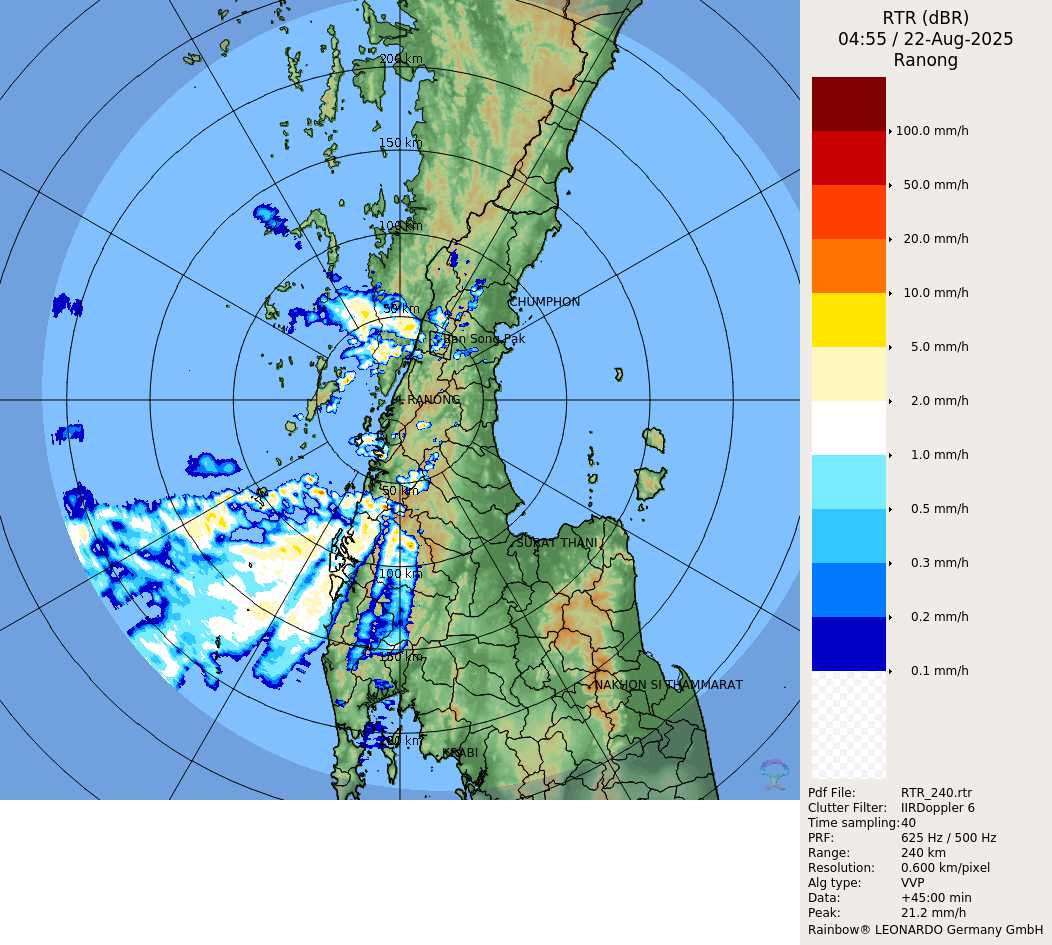 RTR (dBR)
04:55 / 22-Aug-2025
Ranong
100.0 mm/h
50.0 mm/h
20.0 mm/h
10.0 mm/h
5.0 mm/h
2.0 mm/h
1.0 mm/h
0.5 mm/h
0.3 mm/h
0.2 mm/h
0.1 mm/h
Pdf File: RTR_240.rtr
Clutter Filter: IIRDoppler 6
Time sampling: 40
PRF: 625 Hz / 500 Hz
Range: 240 km
Resolution: 0.600 km/pixel
Alg type: VVP
Data: +45:00 min
Peak: 21.2 mm/h
Rainbow® LEONARDO Germany GmbH
200 km
150 km
100 km
CHUMPHON
50 km
Ban Song Pak
RANONG
50 km
SURAT THANI
100 km
150 km
NAKHON SI THAMMARAT
200 km
KRABI